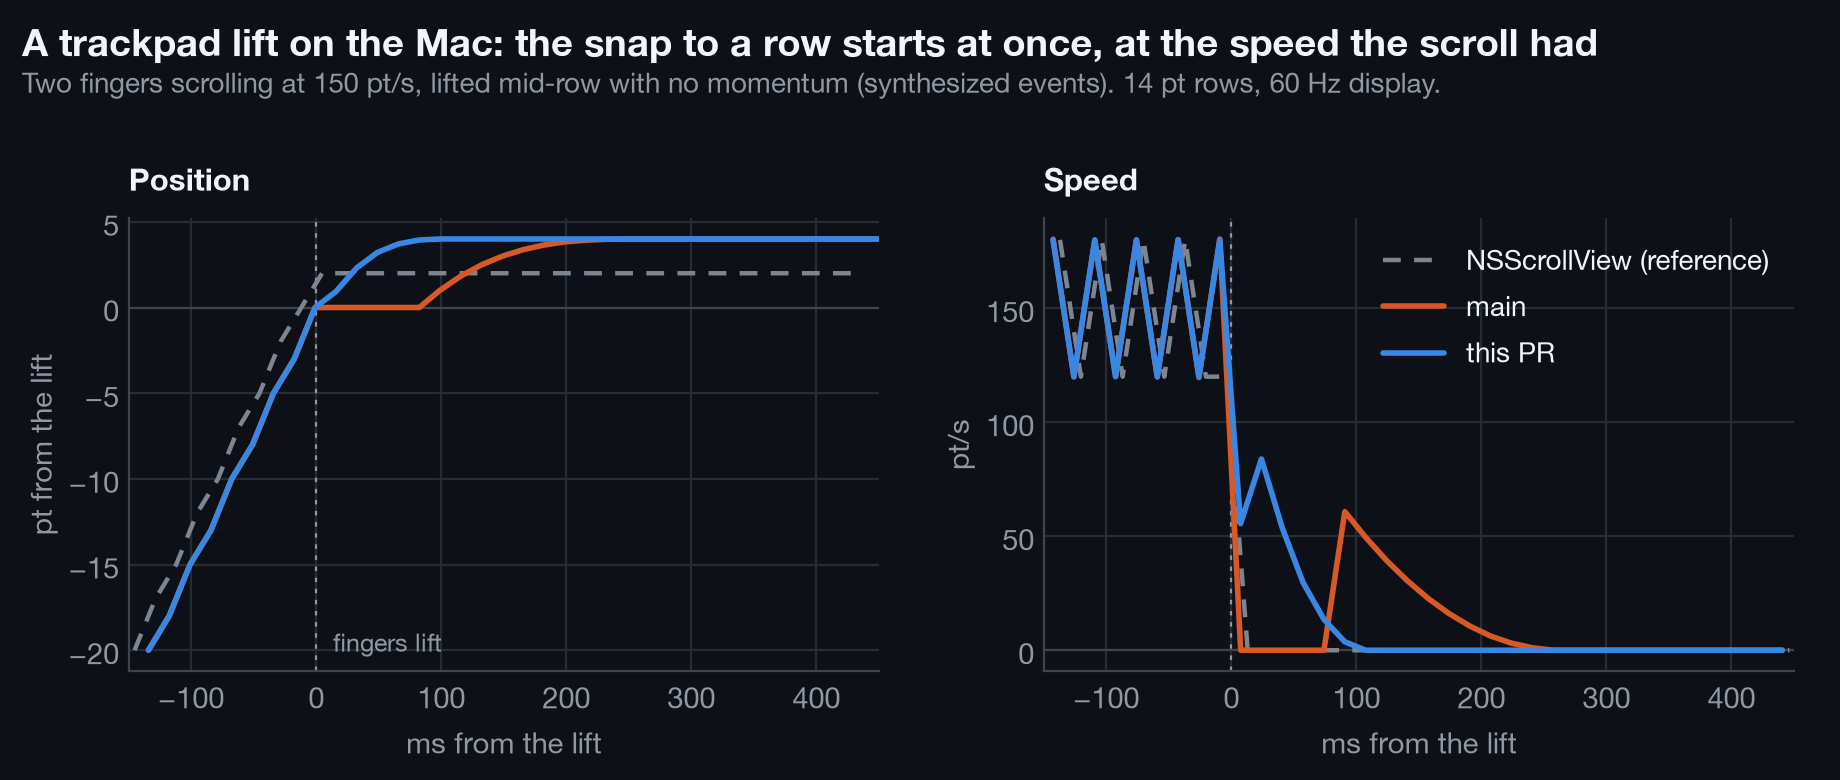 A trackpad lift on the Mac: the snap to a row starts at once, at the speed the scroll had
Two fingers scrolling at 150 pt/s, lifted mid-row with no momentum (synthesized events). 14 pt rows, 60 Hz display.
Position
5
0
−5
−10
−15
−20
pt from the lift
fingers lift
−100
0
100
200
300
400
ms from the lift
Speed
NSScrollView (reference)
main
this PR
150
100
50
0
pt/s
−100
0
100
200
300
400
ms from the lift